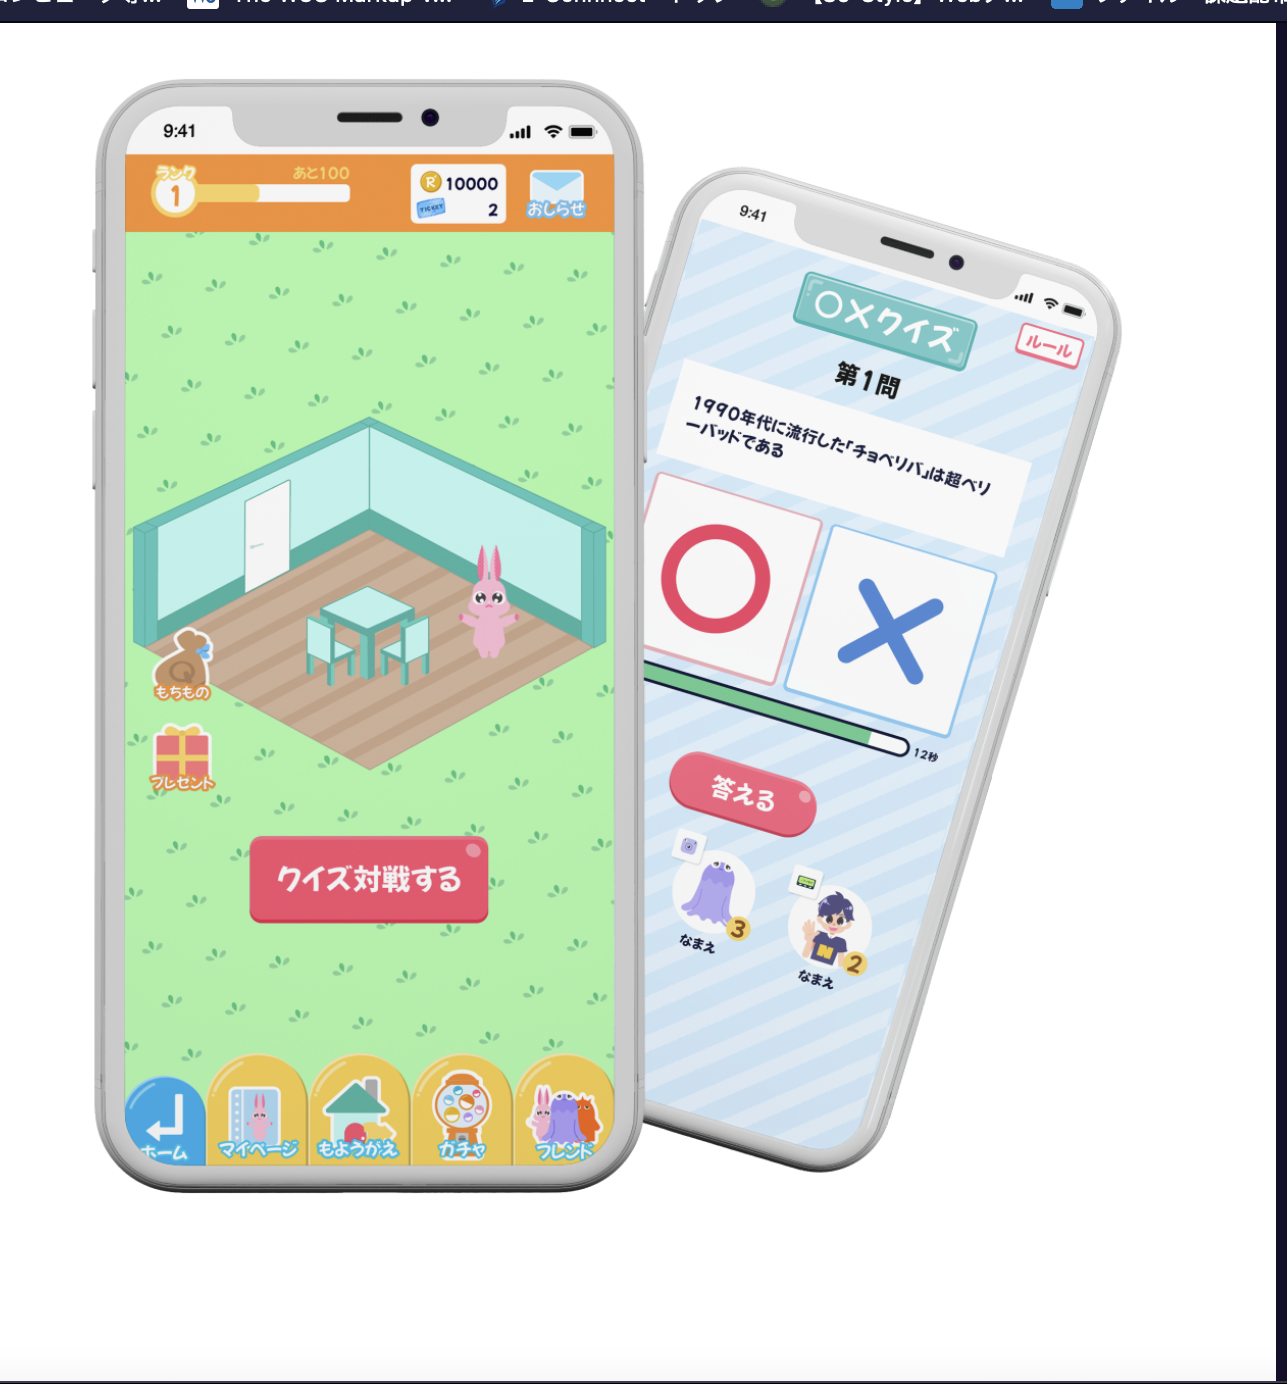 The W3C Markup V...
9:41
ランク
1
あと100
R 10000
TICKET 2
おしらせ
もちもの
プレゼント
クイズ対戦する
ホーム
マイページ
もようがえ
ガチャ
フレンド
9:41
○×クイズ
ルール
第1問
1990年代に流行した「チョベリバ」は超ベリ
ーバッドである
12秒
答える
3
なまえ
2
なまえ